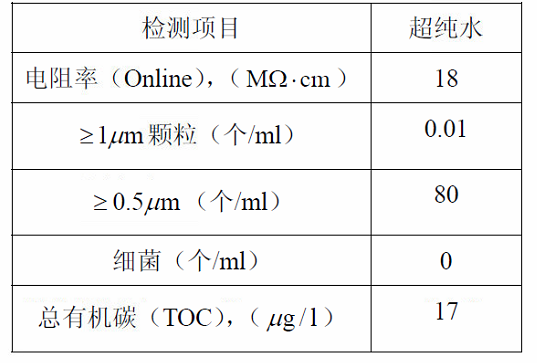 检测项目 超纯水
电阻率（Online），（MΩ·cm） 18
≥1μm颗粒（个/ml） 0.01
≥0.5μm（个/ml） 80
细菌（个/ml） 0
总有机碳（TOC），（μg/l） 17